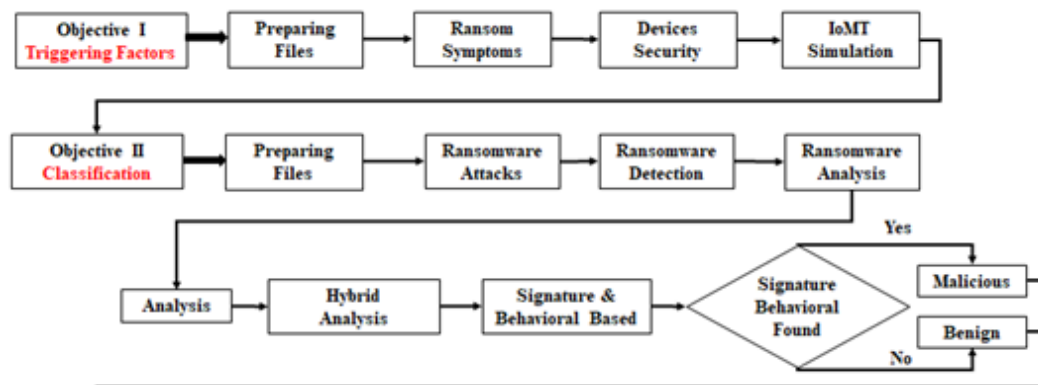 Objective I
Triggering Factors
Preparing
Files
Ransom
Symptoms
Devices
Security
IoMT
Simulation
Objective II
Classification
Preparing
Files
Ransomware
Attacks
Ransomware
Detection
Ransomware
Analysis
Analysis
Hybrid
Analysis
Signature &
Behavioral Based
Signature
Behavioral
Found
Yes
Malicious
Benign
No